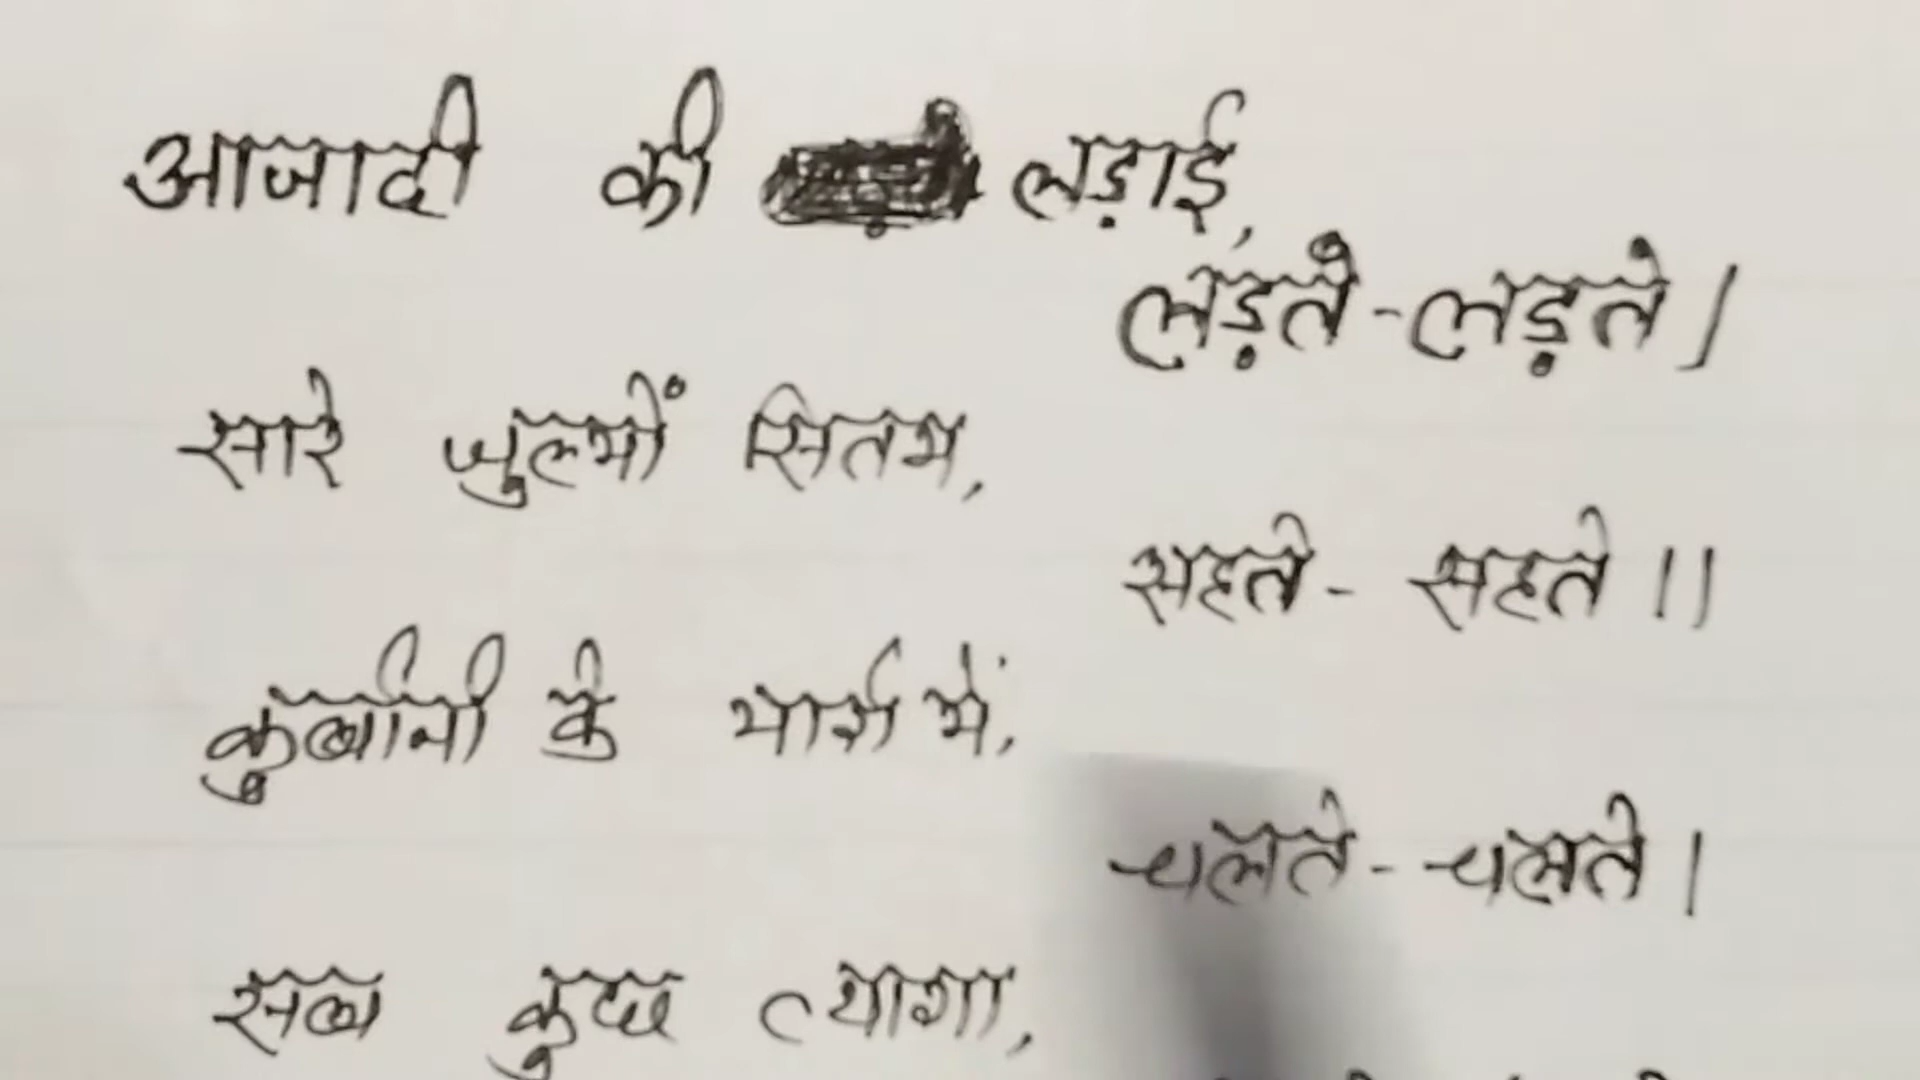 आजादी की लड़ाई,
लड़ते-लड़ते।
सारे जुल्मों सितम,
सहते- सहते ।।
कुर्बानी के मार्ग में,
चलते-चलते।
सब कुछ त्यागा,